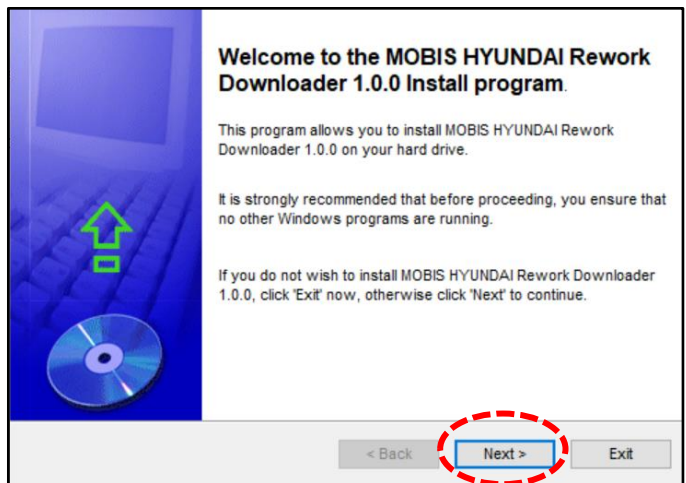 Welcome to the MOBIS HYUNDAI Rework
Downloader 1.0.0 Install program.
This program allows you to install MOBIS HYUNDAI Rework
Downloader 1.0.0 on your hard drive.
It is strongly recommended that before proceeding, you ensure that
no other Windows programs are running.
If you do not wish to install MOBIS HYUNDAI Rework Downloader
1.0.0, click 'Exit' now, otherwise click 'Next' to continue.
< Back Next > Exit